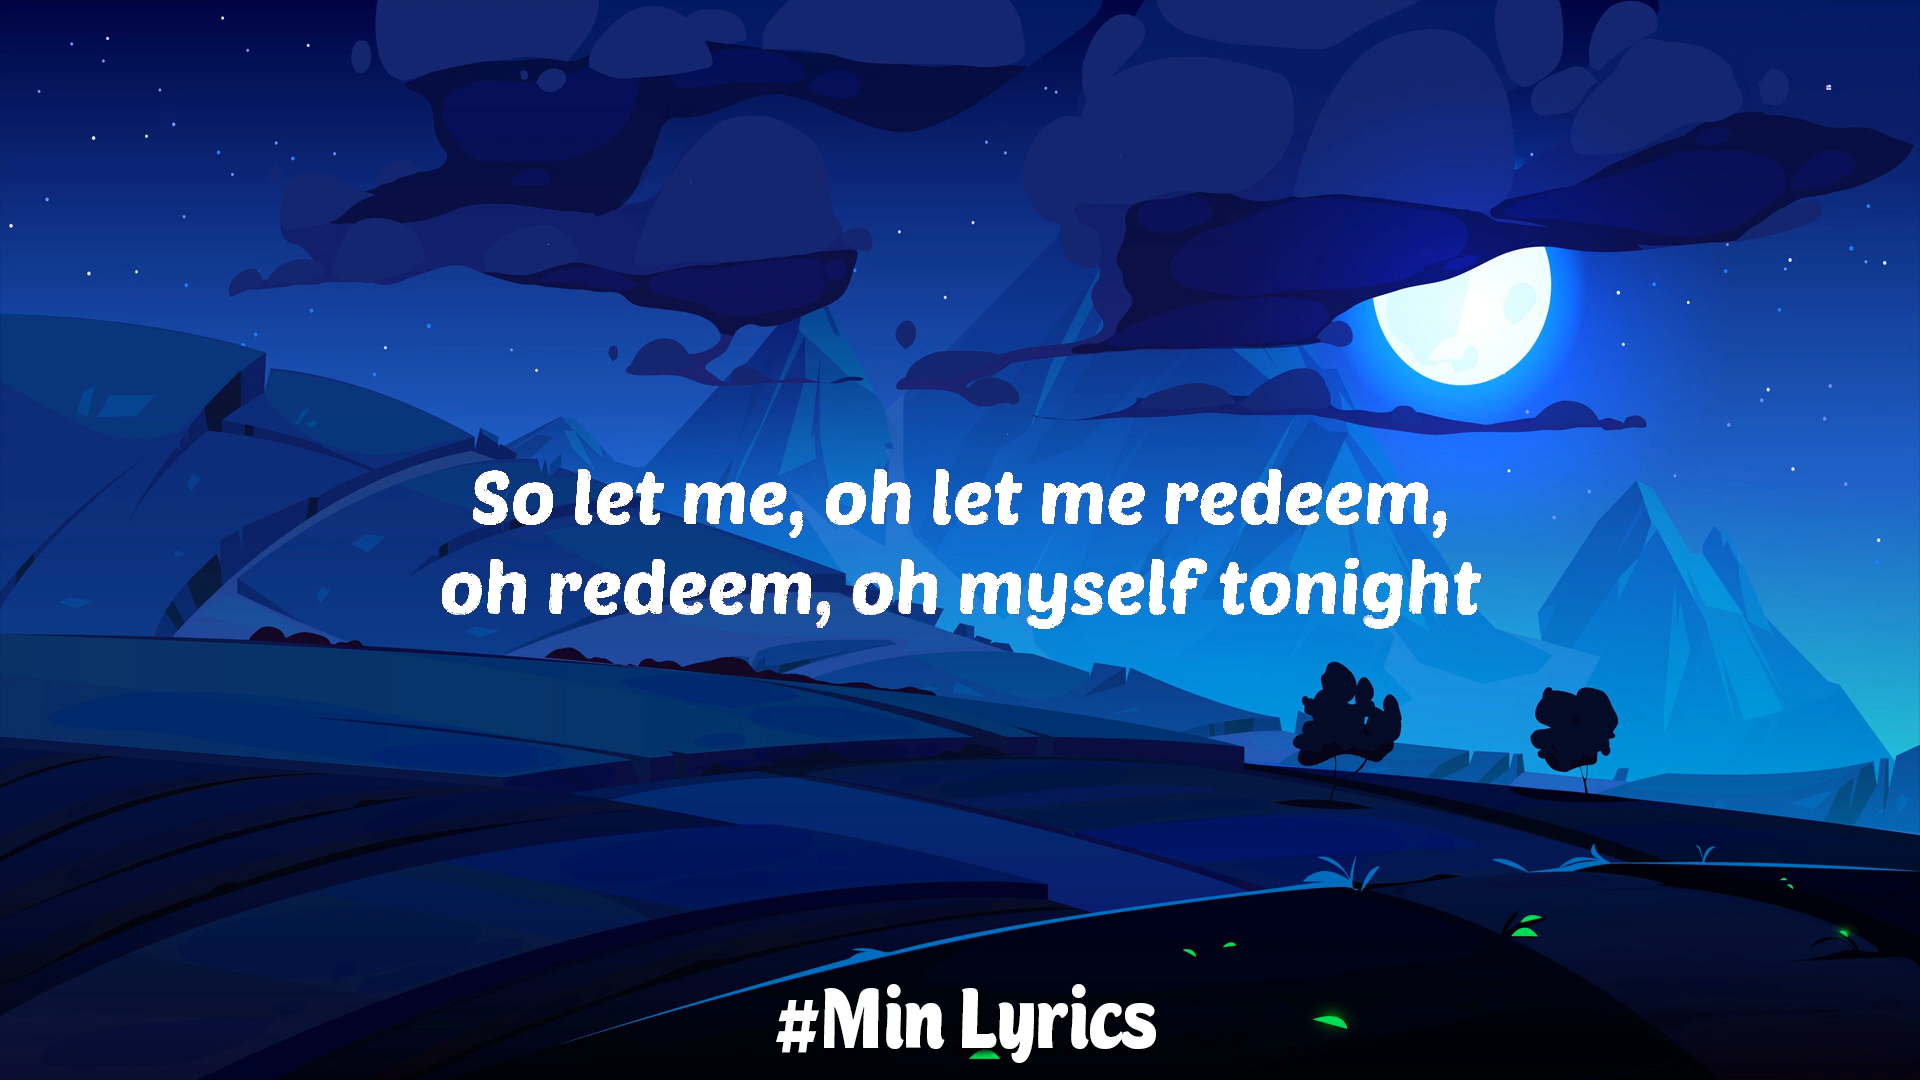 So let me, oh let me redeem,
oh redeem, oh myself tonight
#Min Lyrics